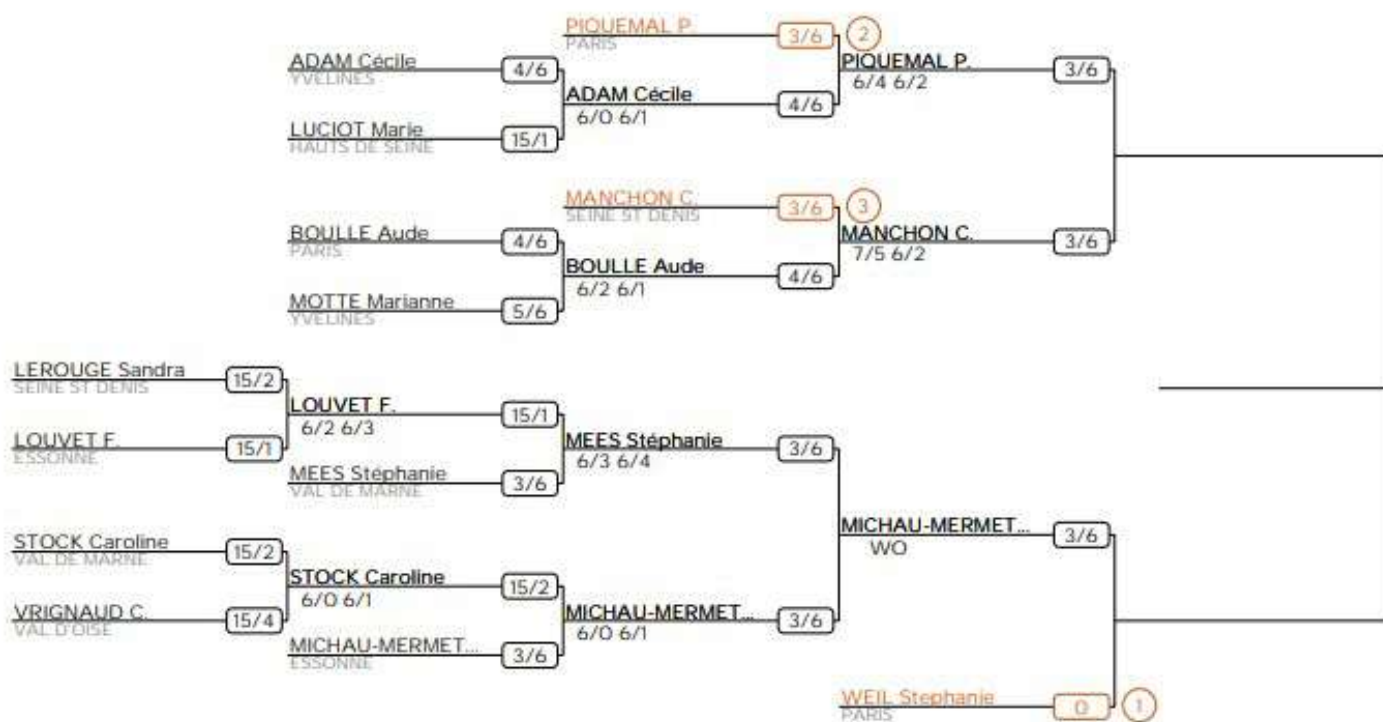 PIQUEMAL P. 3/6 2
PARIS
ADAM Cécile 4/6
YVELINES
PIQUEMAL P. 3/6
6/4 6/2
ADAM Cécile 4/6
6/0 6/1
LUCIOT Marie 15/1
HAUTS DE SEINE
MANCHON C. 3/6 3
SEINE ST DENIS
BOULLE Aude 4/6
PARIS
MANCHON C. 3/6
7/5 6/2
BOULLE Aude 4/6
6/2 6/1
MOTTE Marianne 5/6
YVELINES
LEROUGE Sandra 15/2
SEINE ST DENIS
LOUVET F. 15/1
6/2 6/3
LOUVET F. 15/1
ESSONNE
MEES Stéphanie 3/6
6/3 6/4
MEES Stéphanie 3/6
VAL DE MARNE
STOCK Caroline 15/2
VAL DE MARNE
MICHAU-MERMET... 3/6
WO
STOCK Caroline 15/2
6/0 6/1
VRIGNAUD C. 15/4
VAL D'OISE
MICHAU-MERMET... 3/6
6/0 6/1
MICHAU-MERMET... 3/6
ESSONNE
WEIL Stephanie 0 1
PARIS